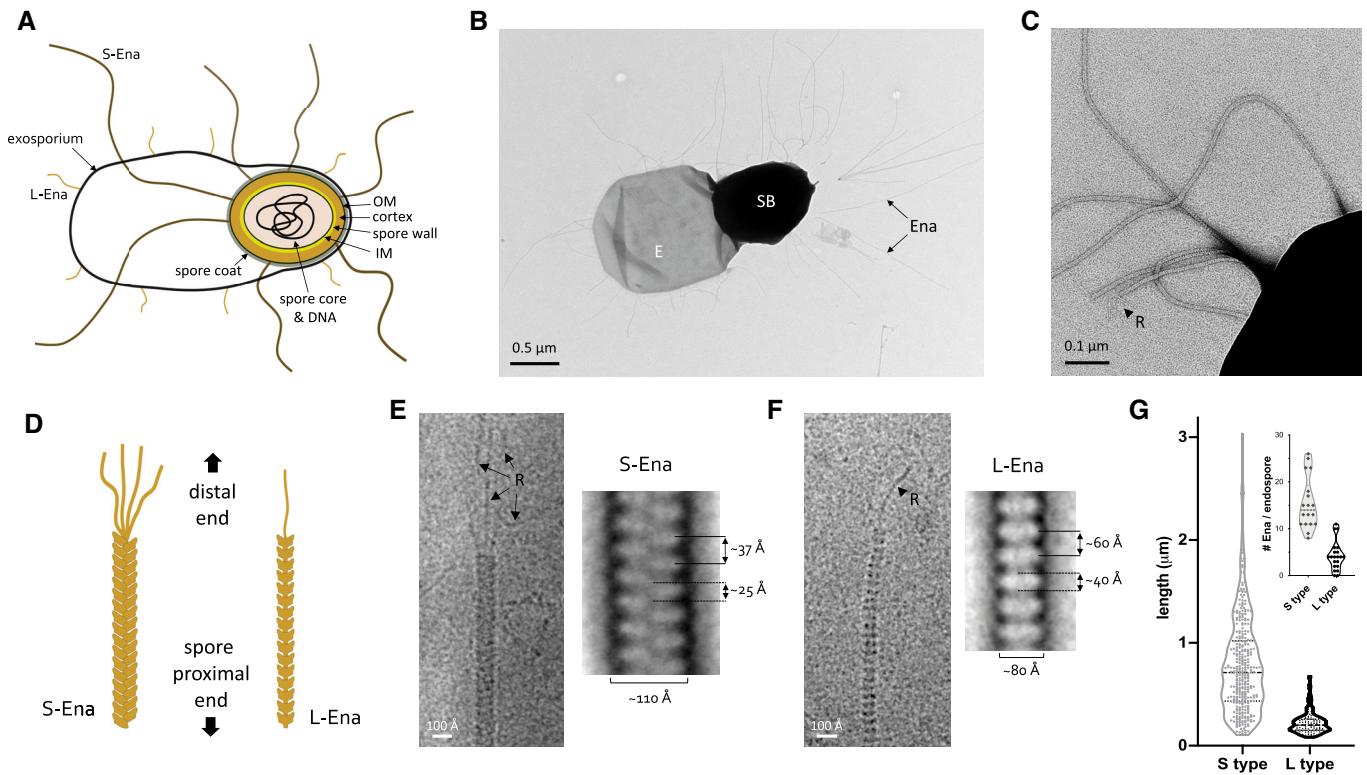 A
S-Ena
exosporium
L-Ena
OM
cortex
spore wall
IM
spore coat
spore core
& DNA
B
SB
E
Ena
0.5 µm
C
R
0.1 µm
D
distal
end
spore
proximal
end
S-Ena
L-Ena
E
R
100 Å
S-Ena
~37 Å
~25 Å
~110 Å
F
R
100 Å
L-Ena
~60 Å
~40 Å
~80 Å
G
length (µm)
3
2
1
0
S type
L type
# Ena / endospore
30
20
10
0
S type
L type